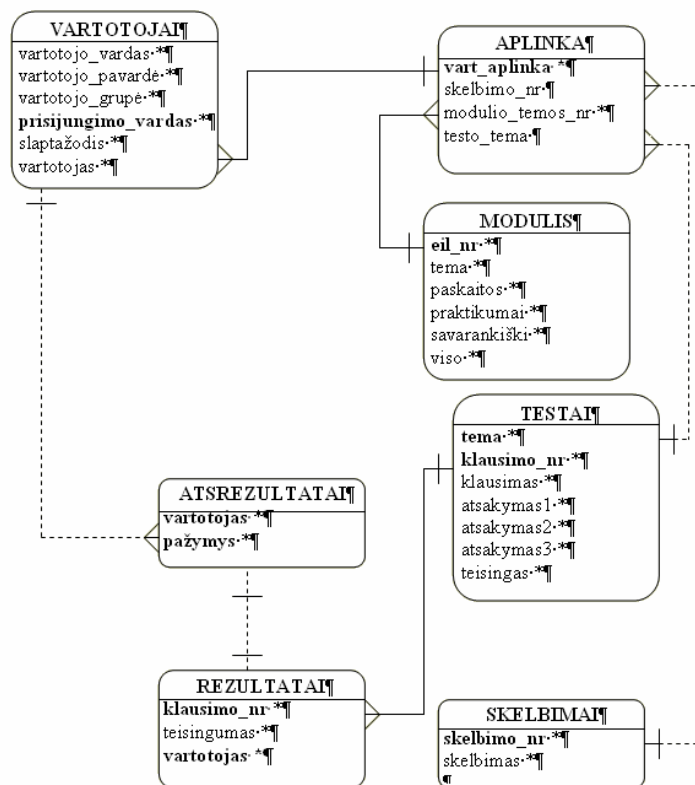 VARTOTOJAI¶
vartotojo_vardas·*¶
vartotojo_pavardė·*¶
vartotojo_grupė·*¶
prisijungimo_vardas·*¶
slaptažodis·*¶
vartotojas·*¶
APLINKA¶
vart_aplinka·*¶
skelbimo_nr·¶
modulio_temos_nr·*¶
testo_tema·¶
MODULIS¶
eil_nr·*¶
tema·*¶
paskaitos·*¶
praktikumai·*¶
savarankiški·*¶
viso·*¶
TESTAI¶
tema·*¶
klausimo_nr·*¶
klausimas·*¶
atsakymas1·*¶
atsakymas2·*¶
atsakymas3·*¶
teisingas·*¶
ATSREZULTATAI¶
vartotojas·*¶
pažymys·*¶
REZULTATAI¶
klausimo_nr·*¶
teisingumas·*¶
vartotojas·*¶
SKELBIMAI¶
skelbimo_nr·*¶
skelbimas·*¶
¶